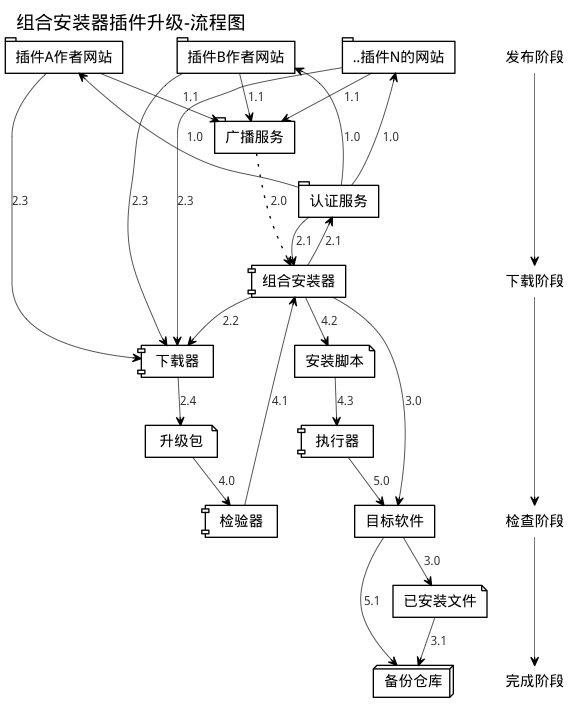 组合安装器插件升级-流程图
插件A作者网站
插件B作者网站
..插件N的网站
发布阶段
1.1
1.1
1.1
广播服务
1.0
1.0
1.0
2.3
2.3
2.3
2.0
认证服务
2.1
2.1
组合安装器
下载阶段
2.2
4.2
下载器
安装脚本
2.4
4.1
4.3
3.0
升级包
执行器
4.0
5.0
检验器
目标软件
检查阶段
3.0
5.1
已安装文件
3.1
备份仓库
完成阶段